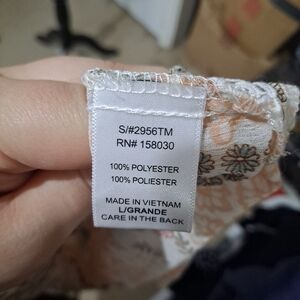 S/#2956TM
RN# 158030
100% POLYESTER
100% POLIESTER
MADE IN VIETNAM
L/GRANDE
CARE IN THE BACK